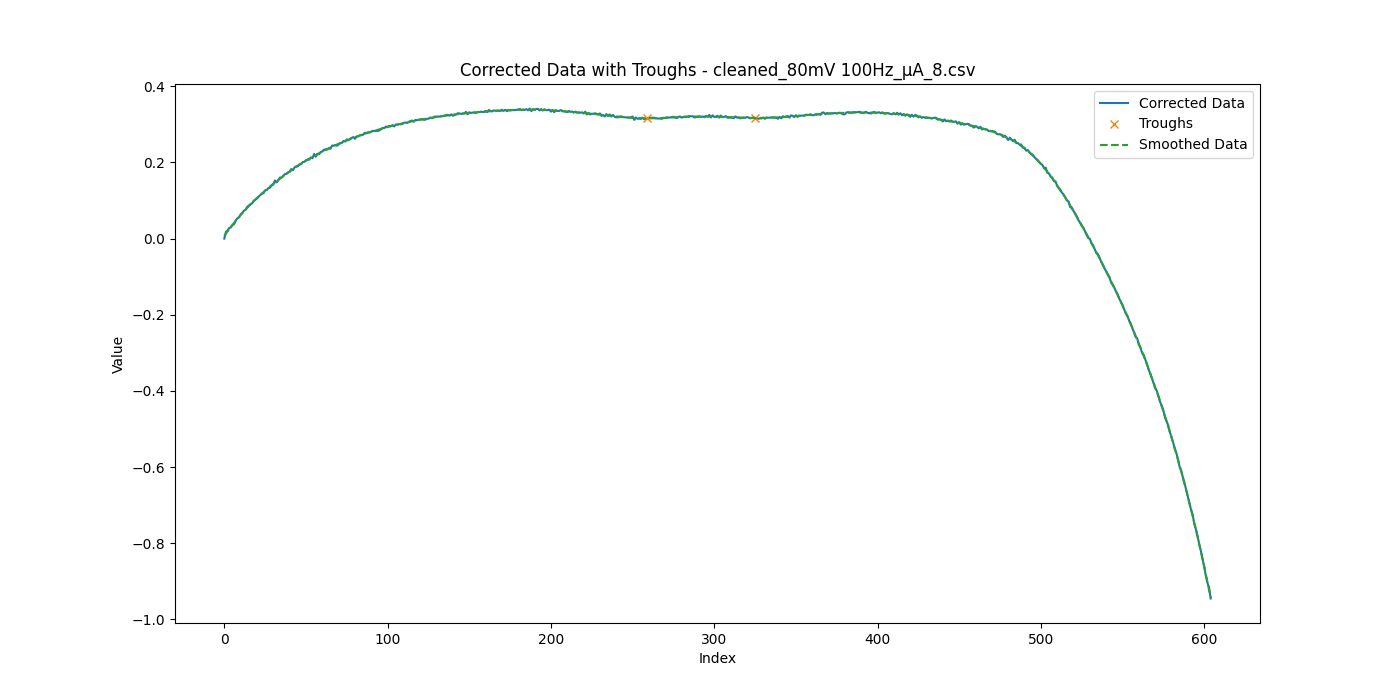 Corrected Data with Troughs - cleaned_80mV 100Hz_µA_8.csv
Corrected Data
Troughs
Smoothed Data
Value
0.4
0.2
0.0
−0.2
−0.4
−0.6
−0.8
−1.0
0 100 200 300 400 500 600
Index